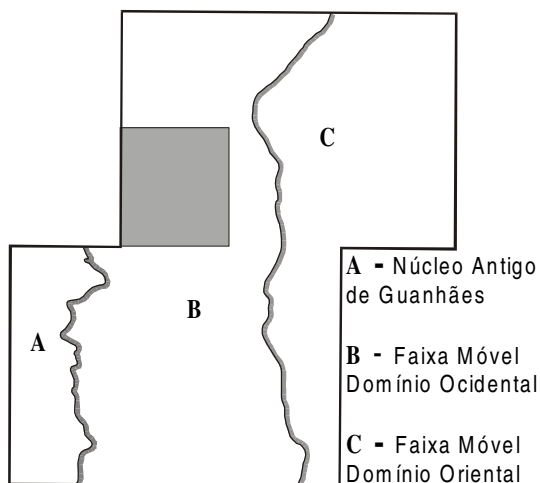 C
B
A
A - Núcleo Antigo
de Guanhães
B - Faixa Móvel
Domínio Ocidental
C - Faixa Móvel
Domínio Oriental